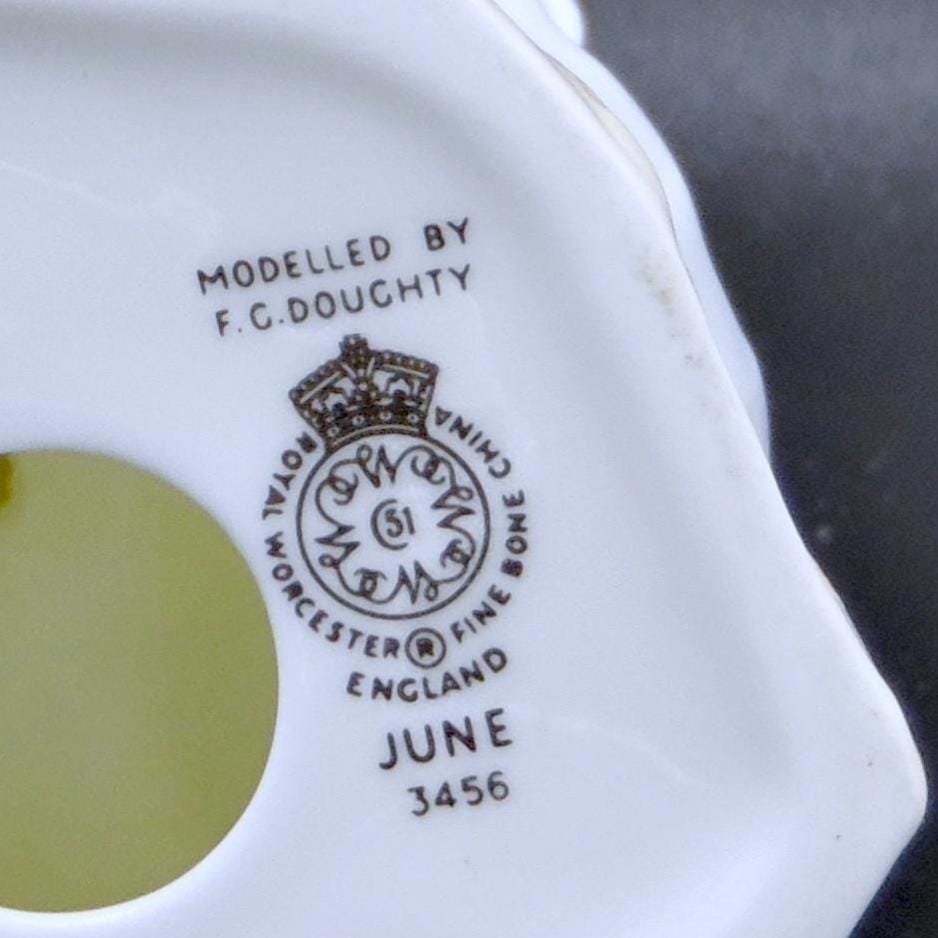 MODELLED BY
F.G.DOUGHTY
ROYAL WORCESTER ® FINE BONE CHINA
51
ENGLAND
JUNE
3456